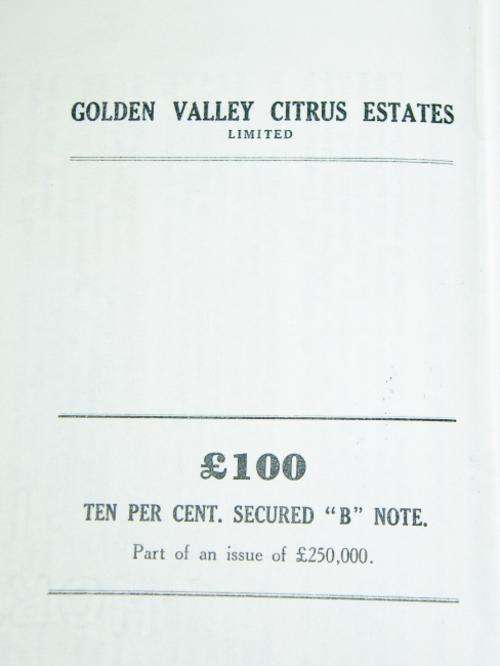 GOLDEN VALLEY CITRUS ESTATES
LIMITED
£100
TEN PER CENT. SECURED "B" NOTE.
Part of an issue of £250,000.